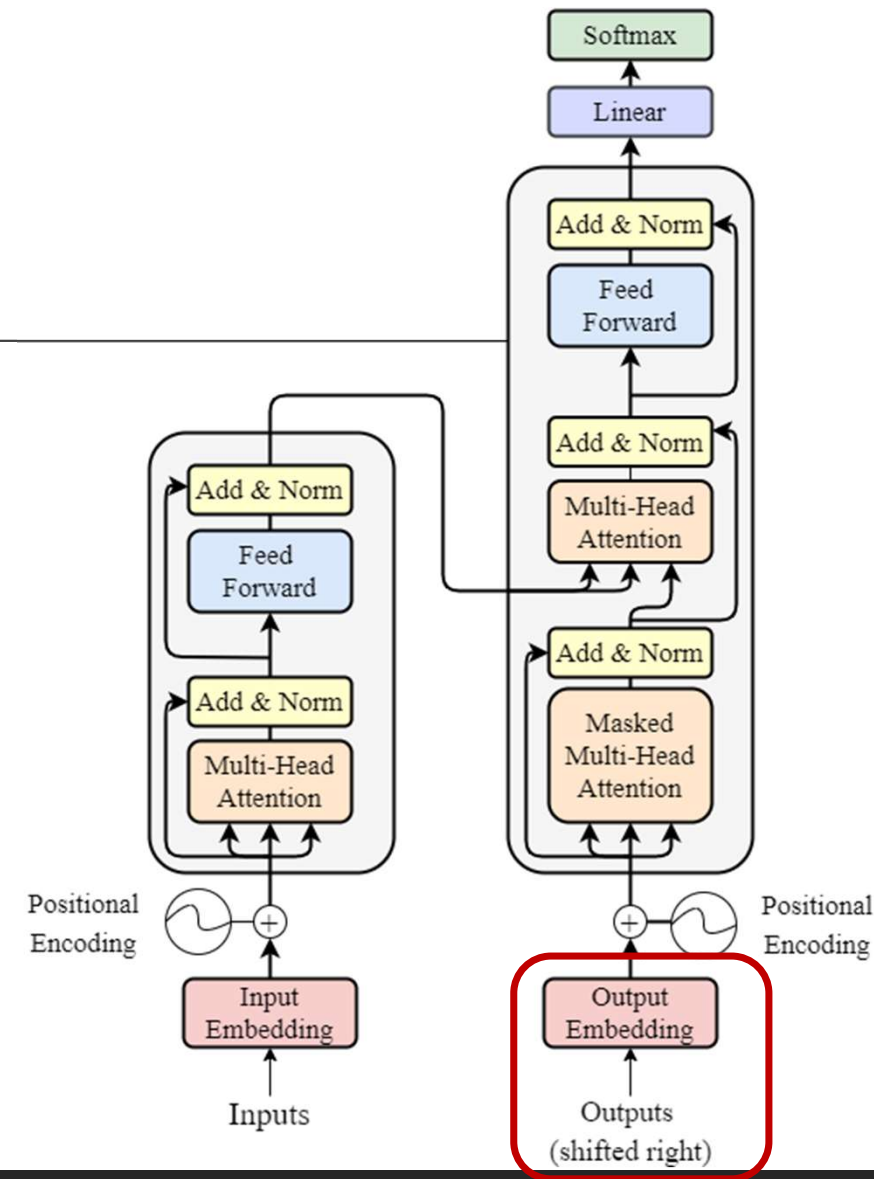 Softmax
Linear
Add & Norm
Feed
Forward
Add & Norm
Multi-Head
Attention
Add & Norm
Masked
Multi-Head
Attention
Add & Norm
Feed
Forward
Add & Norm
Multi-Head
Attention
Positional
Encoding
+
+
Positional
Encoding
Input
Embedding
Output
Embedding
Inputs
Outputs
(shifted right)